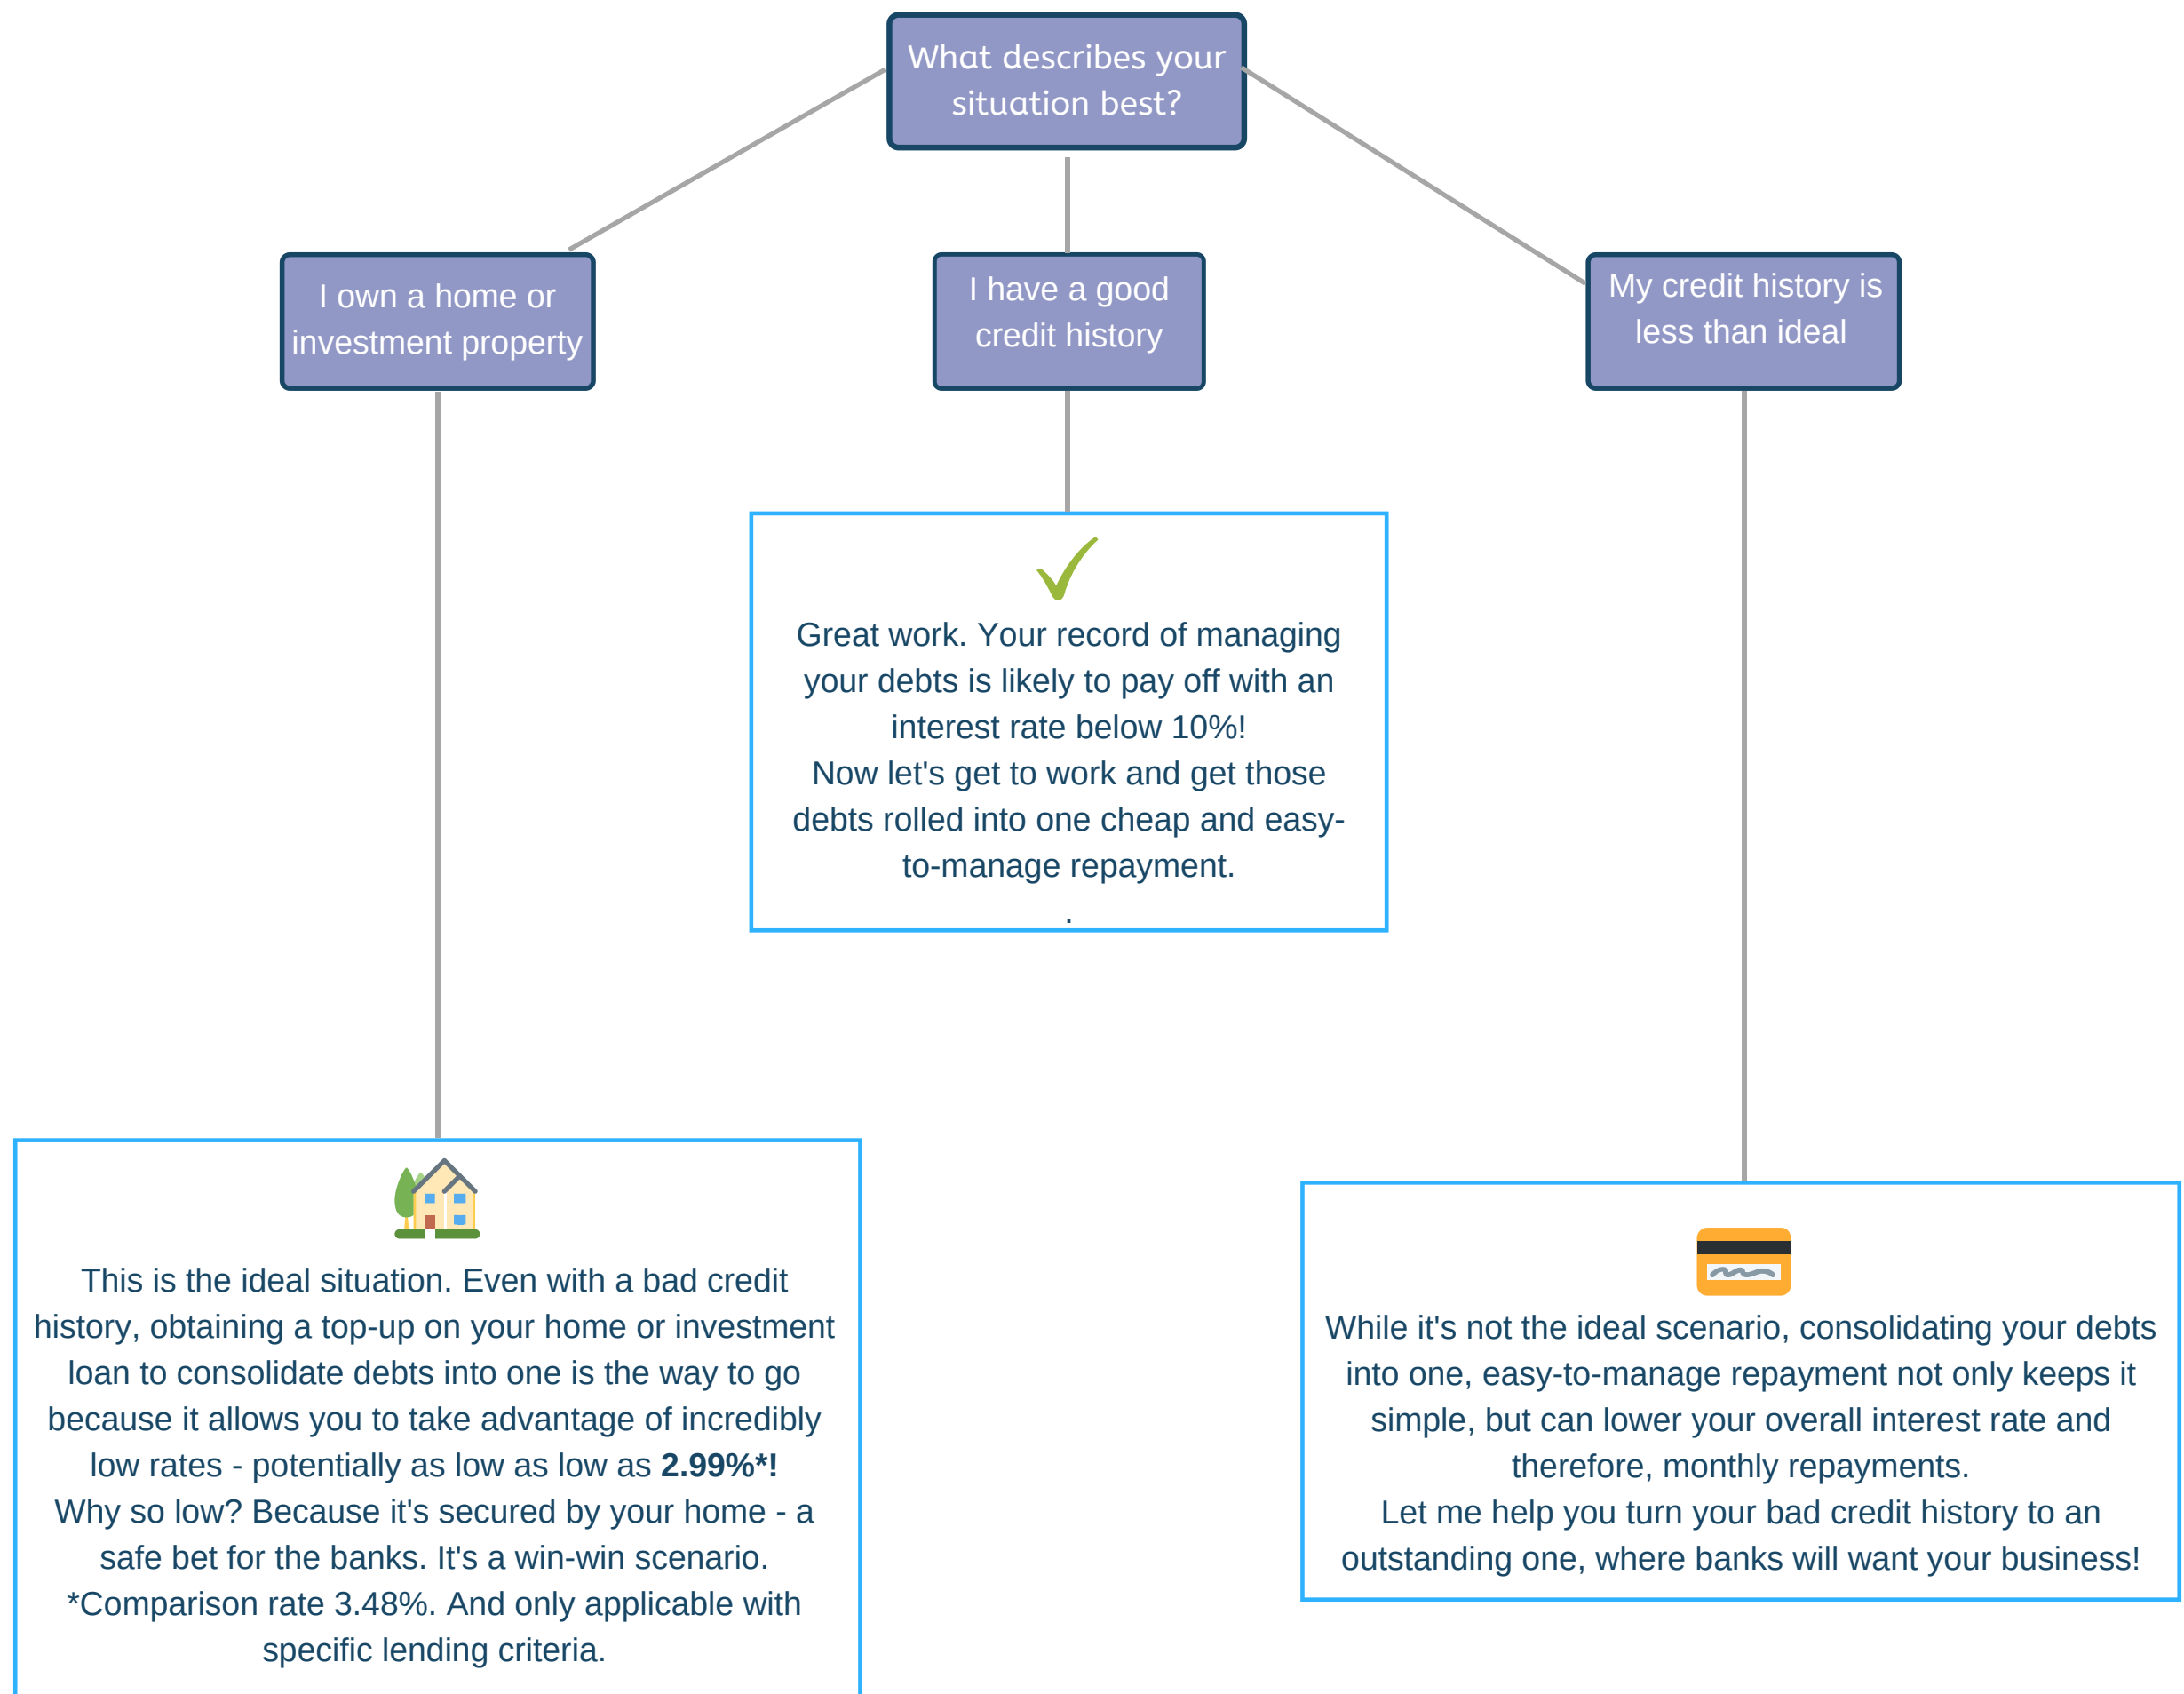 What describes your
situation best?
I own a home or
investment property
I have a good
credit history
My credit history is
less than ideal
Great work. Your record of managing
your debts is likely to pay off with an
interest rate below 10%!
Now let's get to work and get those
debts rolled into one cheap and easy-
to-manage repayment.
.
This is the ideal situation. Even with a bad credit
history, obtaining a top-up on your home or investment
loan to consolidate debts into one is the way to go
because it allows you to take advantage of incredibly
low rates - potentially as low as low as 2.99%*!
Why so low? Because it's secured by your home - a
safe bet for the banks. It's a win-win scenario.
*Comparison rate 3.48%. And only applicable with
specific lending criteria.
While it's not the ideal scenario, consolidating your debts
into one, easy-to-manage repayment not only keeps it
simple, but can lower your overall interest rate and
therefore, monthly repayments.
Let me help you turn your bad credit history to an
outstanding one, where banks will want your business!